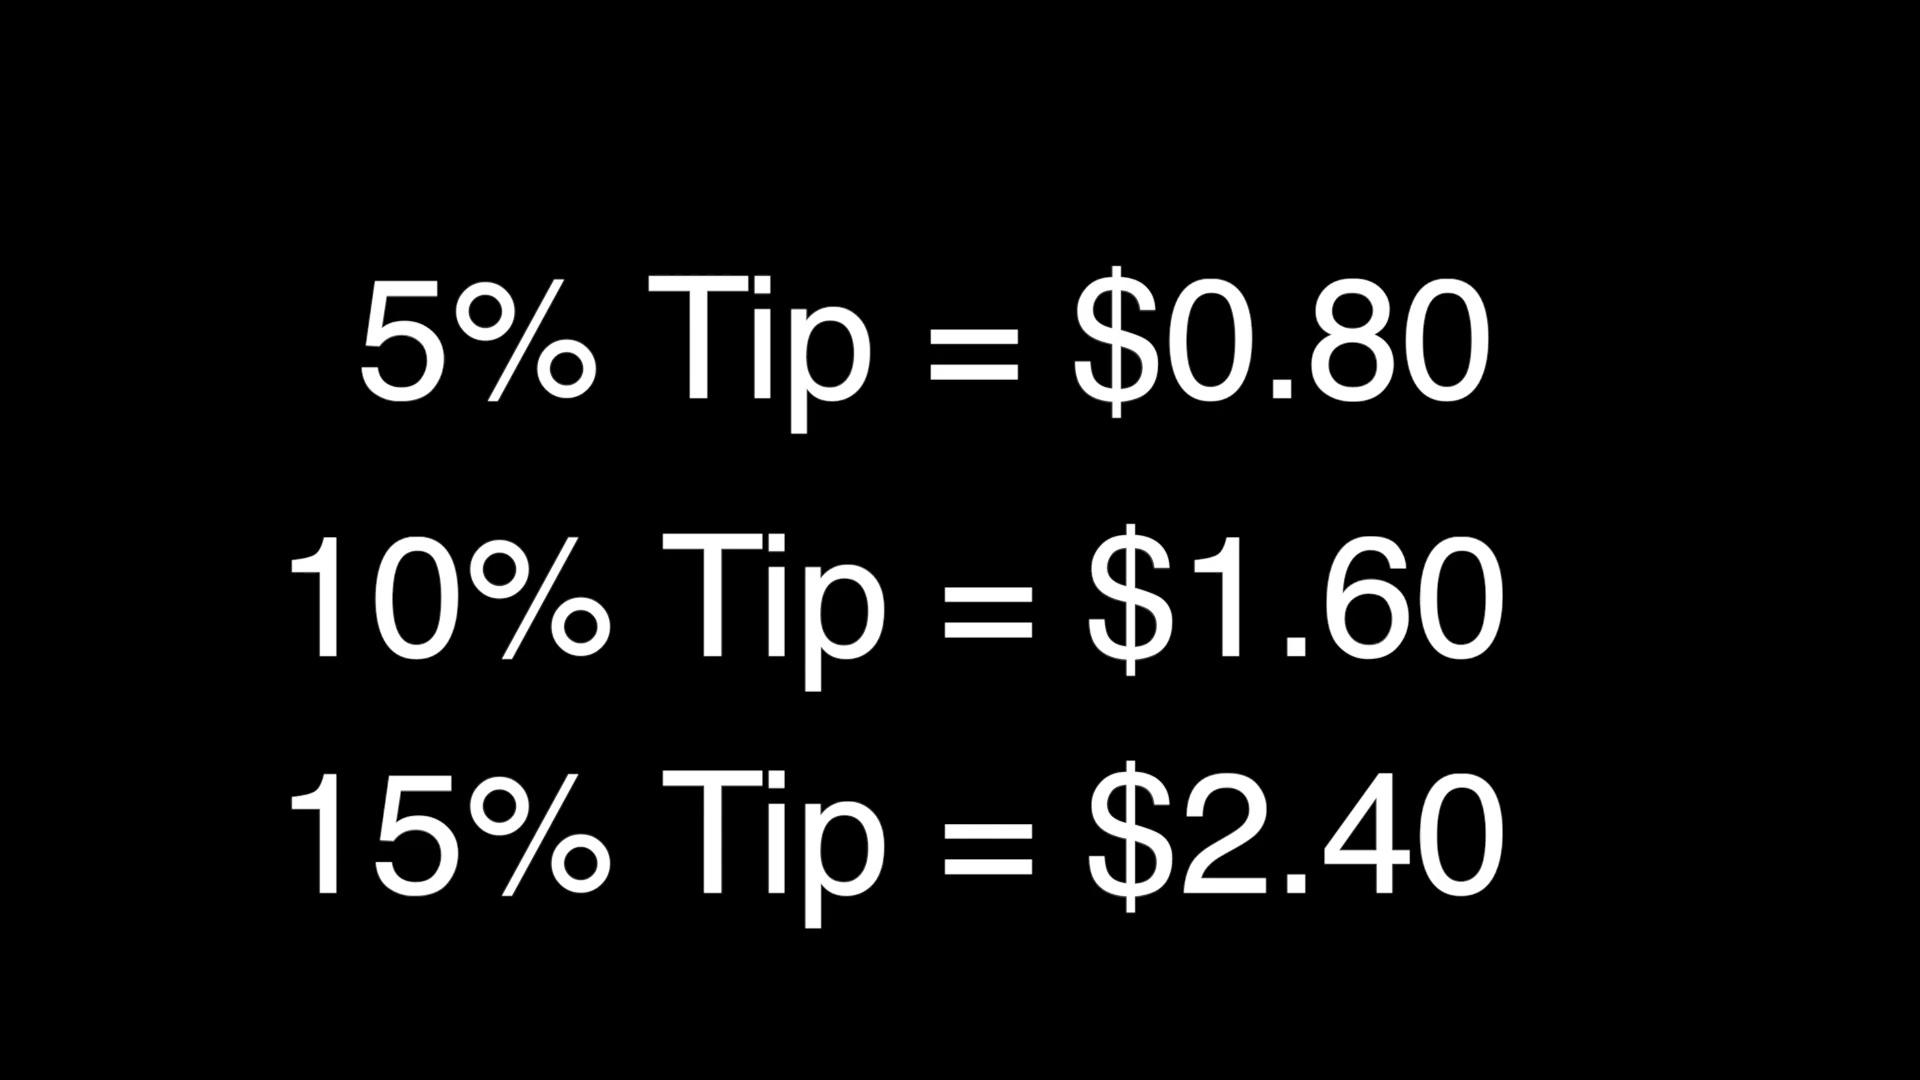 5% Tip = $0.80
10% Tip = $1.60
15% Tip = $2.40